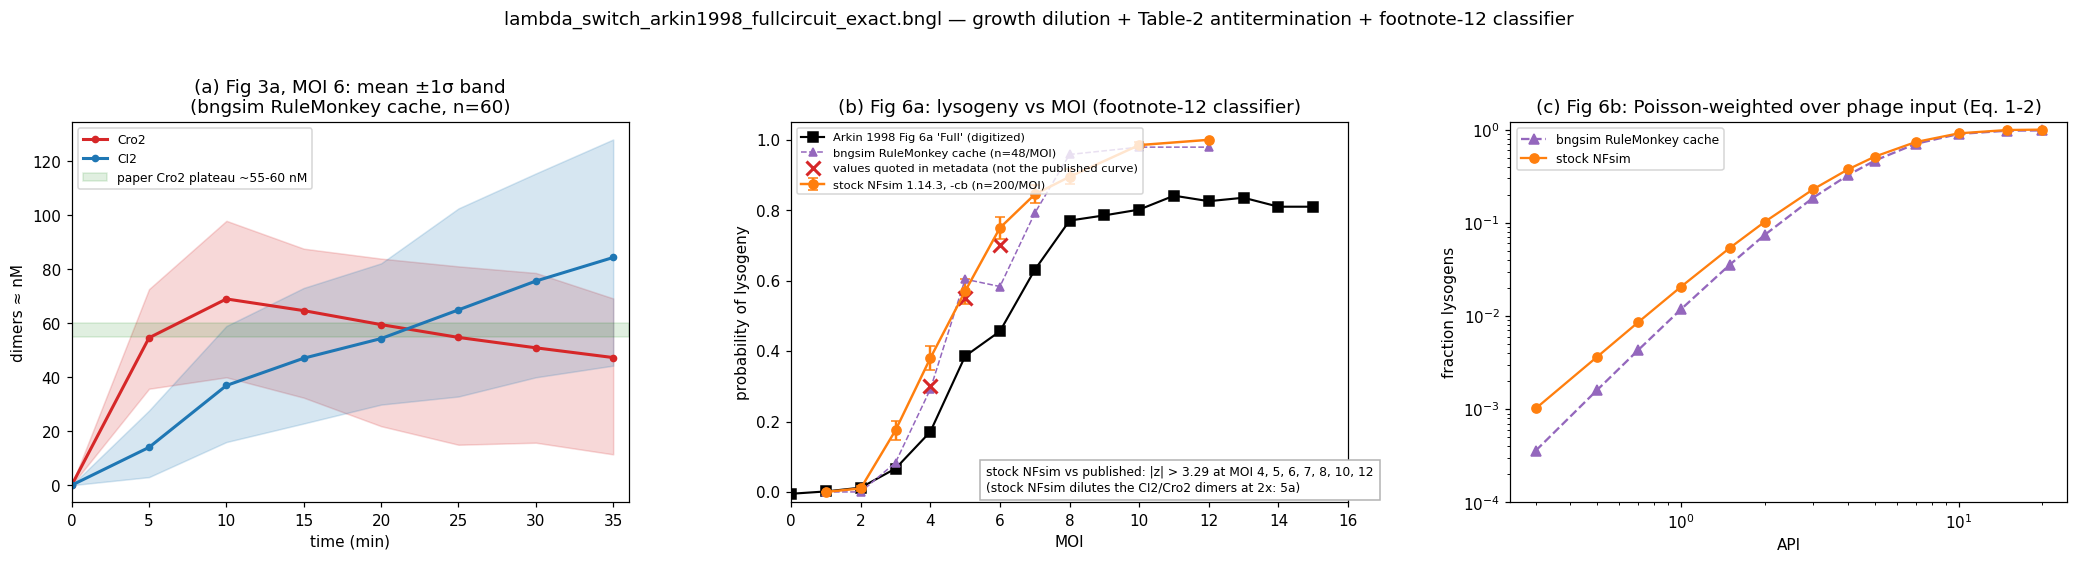 lambda_switch_arkin1998_fullcircuit_exact.bngl — growth dilution + Table-2 antitermination + footnote-12 classifier
(a) Fig 3a, MOI 6: mean ±1σ band
(bngsim RuleMonkey cache, n=60)
Cro2
CI2
paper Cro2 plateau ~55-60 nM
dimers ≈ nM
120
100
80
60
40
20
0
0 5 10 15 20 25 30 35
time (min)
(b) Fig 6a: lysogeny vs MOI (footnote-12 classifier)
Arkin 1998 Fig 6a 'Full' (digitized)
bngsim RuleMonkey cache (n=48/MOI)
values quoted in metadata (not the published curve)
stock NFsim 1.14.3, -cb (n=200/MOI)
probability of lysogeny
1.0
0.8
0.6
0.4
0.2
0.0
stock NFsim vs published: |z| > 3.29 at MOI 4, 5, 6, 7, 8, 10, 12
(stock NFsim dilutes the CI2/Cro2 dimers at 2x: 5a)
0 2 4 6 8 10 12 14 16
MOI
(c) Fig 6b: Poisson-weighted over phage input (Eq. 1-2)
bngsim RuleMonkey cache
stock NFsim
fraction lysogens
10⁰
10⁻¹
10⁻²
10⁻³
10⁻⁴
10⁰ 10¹
API